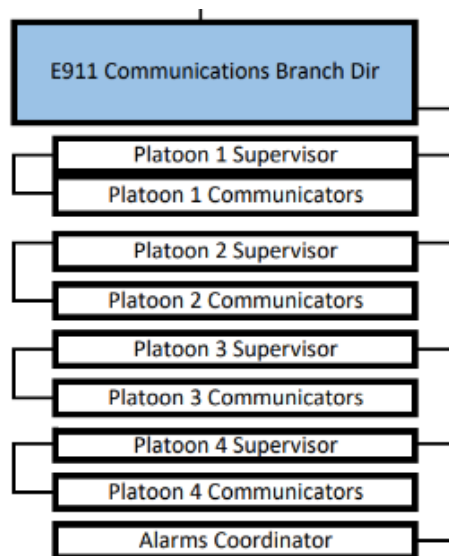 E911 Communications Branch Dir
Platoon 1 Supervisor
Platoon 1 Communicators
Platoon 2 Supervisor
Platoon 2 Communicators
Platoon 3 Supervisor
Platoon 3 Communicators
Platoon 4 Supervisor
Platoon 4 Communicators
Alarms Coordinator